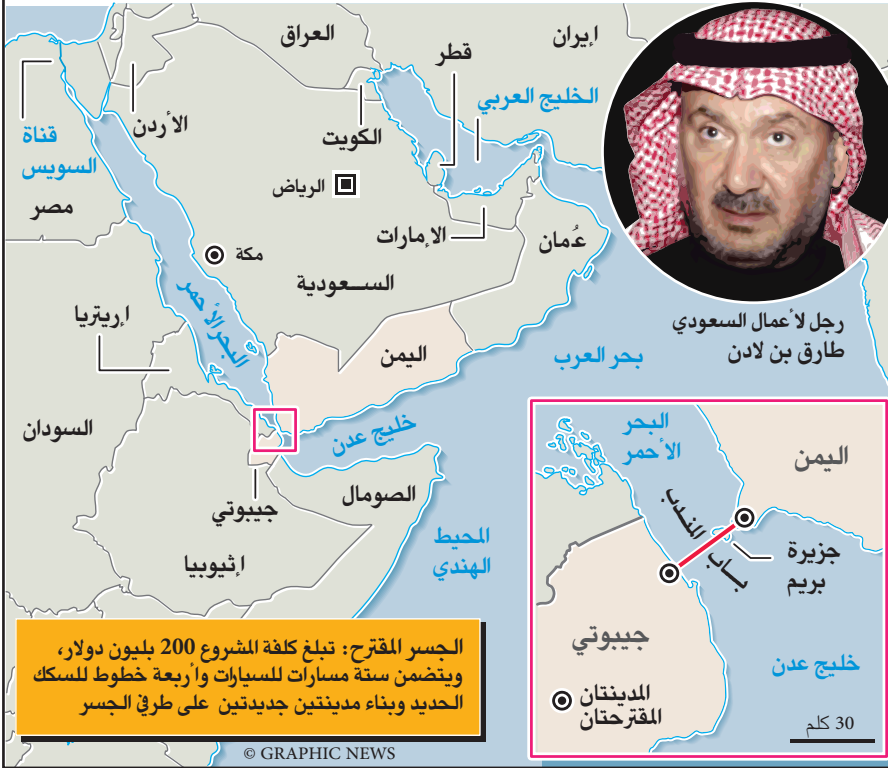 العراق
ايران
قطر
الأردن
الكويت
الخليج العربي
قناة
السويس
مصر
الرياض
الإمارات
عُمان
مكة
السـعودية
البحر الأحمر
اريتريا
اليمن
بحر العرب
رجل لأعمال السعودي
طارق بن لادن
السودان
خليج عدن
جيبوتي
الصومال
المحيط
الهندي
إثيوبيا
البحر
الأحمر
اليمن
باب المندب
جزيرة
بريم
جيبوتي
خليج عدن
المدينتان
المقترحتان
30 كلم
الجسر المقترح: تبلغ كلفة المشروع 200 بليون دولار،
ويتضمن ستة مسارات للسيارات وأربعة خطوط للسكك
الحديد وبناء مدينتين جديدتين على طرفي الجسر
© GRAPHIC NEWS